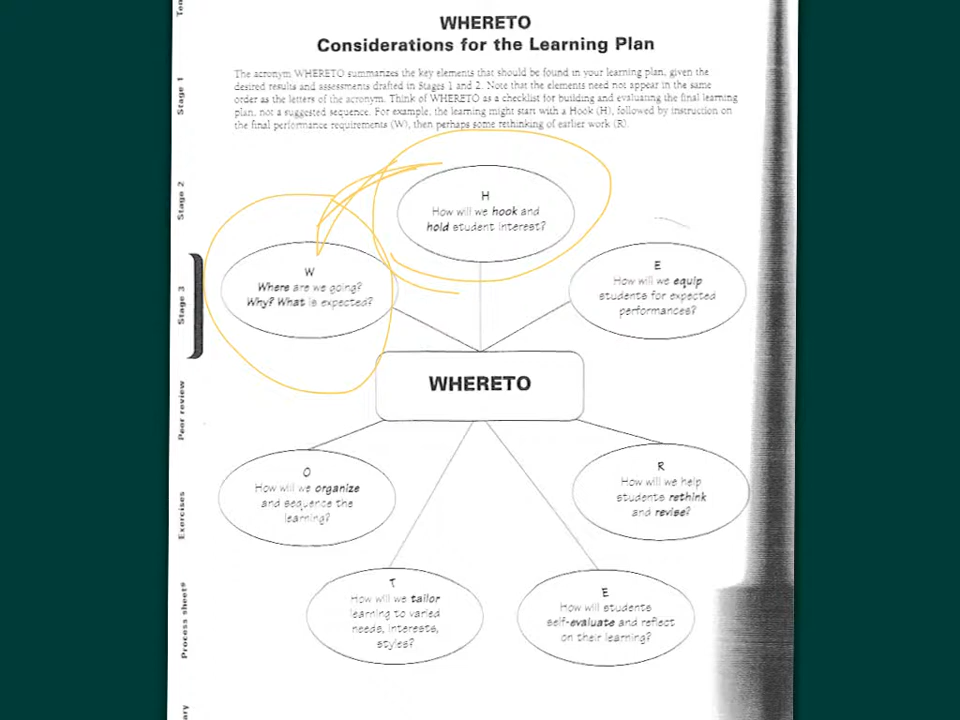 WHERETO
Considerations for the Learning Plan
The acronym WHERETO summarizes the key elements that should be found in your learning plan, given the
desired results and assessments drafted in Stages 1 and 2. Note that the elements need not appear in the same
order as the letters of the acronym. Think of WHERETO as a checklist for building and evaluating the final learning
plan, not a suggested sequence. For example, the learning might start with a Hook (H), followed by instruction on
the final performance requirements (W), then perhaps some rethinking of earlier work (R).
Stage 1
Stage 2
Stage 3
Peer review
Exercises
Process sheets
H
How will we hook and
hold student interest?
W
Where are we going?
Why? What is expected?
E
How will we equip
students for expected
performances?
WHERETO
O
How will we organize
and sequence the
learning?
R
How will we help
students rethink
and revise?
T
How will we tailor
learning to varied
needs, interests,
styles?
E
How will students
self-evaluate and reflect
on their learning?